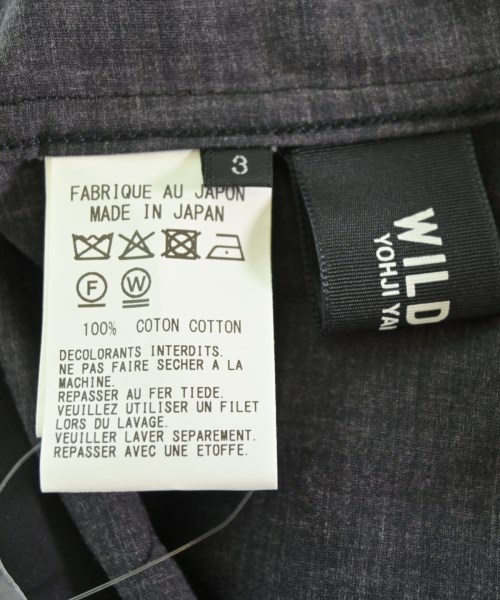 3
FABRIQUE AU JAPON
MADE IN JAPAN
F W
100% COTON COTTON
DECOLORANTS INTERDITS.
NE PAS FAIRE SECHER A LA
MACHINE.
REPASSER AU FER TIEDE.
VEUILLEZ UTILISER UN FILET
LORS DU LAVAGE.
VEUILLER LAVER SEPAREMENT.
REPASSER AVEC UNE ETOFFE.
WILD
YOHJI